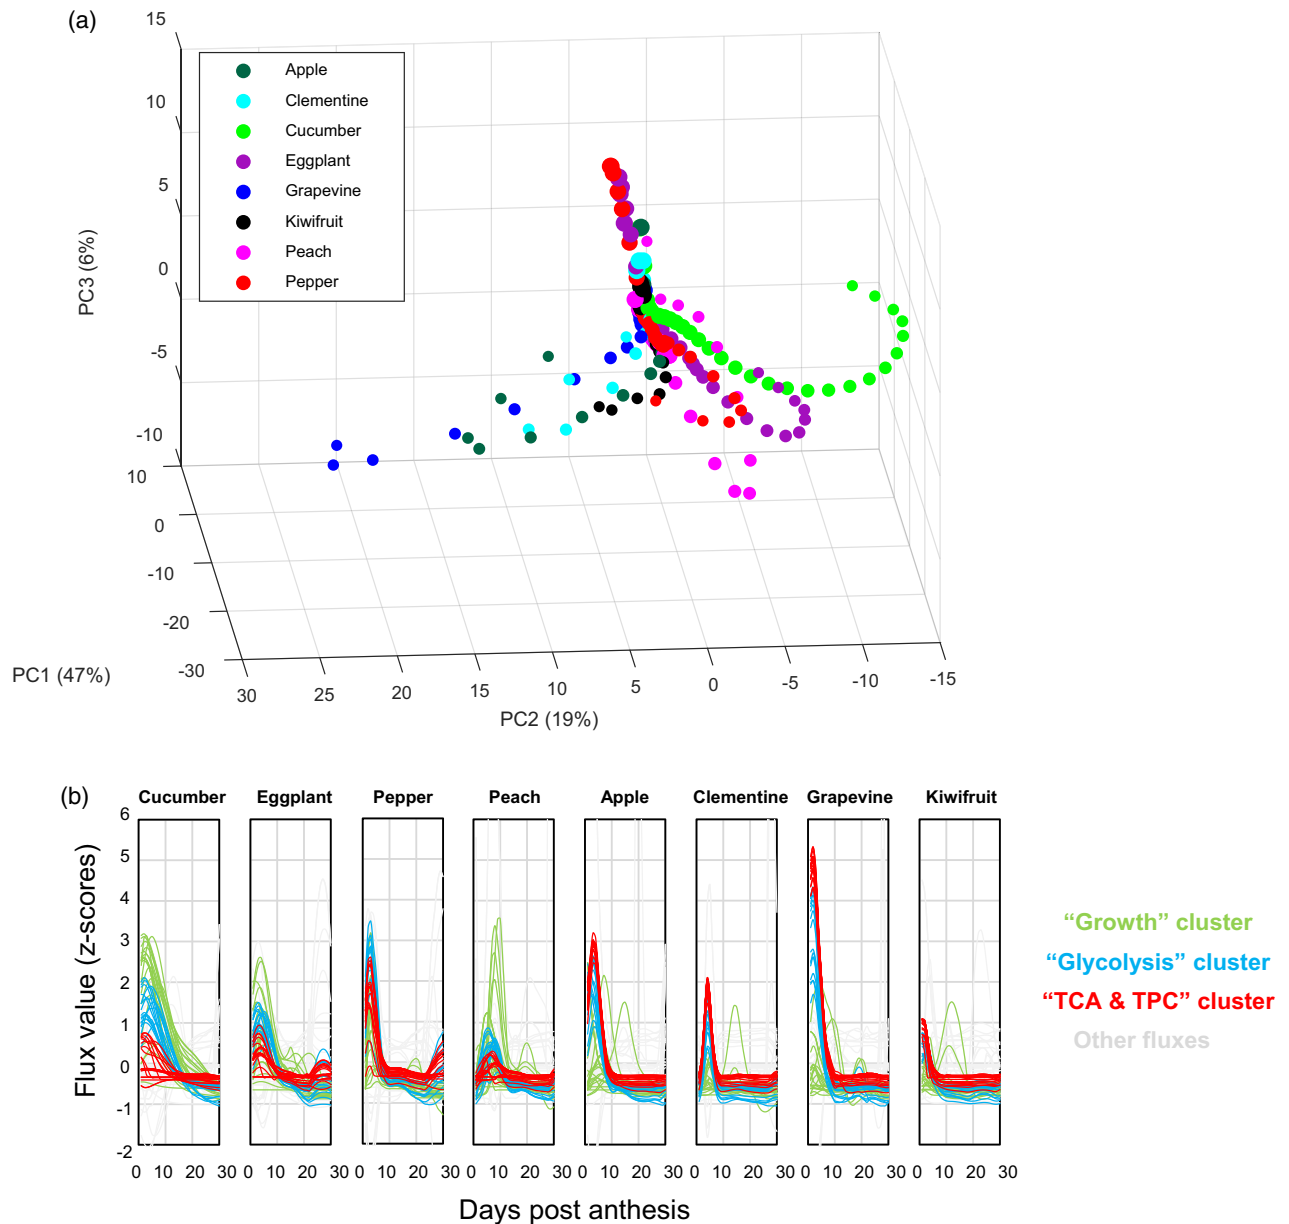 (a)
15
10
5
0
-5
-10
PC3 (6%)
Apple
Clementine
Cucumber
Eggplant
Grapevine
Kiwifruit
Peach
Pepper
10
0
-10
-20
-30
PC1 (47%)
30
25
20
15
10
5
0
-5
-10
-15
PC2 (19%)
(b)
Cucumber Eggplant Pepper Peach Apple Clementine Grapevine Kiwifruit
6
5
4
3
2
1
0
-1
-2
Flux value (z-scores)
0 10 20 30 0 10 20 30 0 10 20 30 0 10 20 30 0 10 20 30 0 10 20 30 0 10 20 30 0 10 20 30
Days post anthesis
“Growth” cluster
“Glycolysis” cluster
“TCA & TPC” cluster
Other fluxes